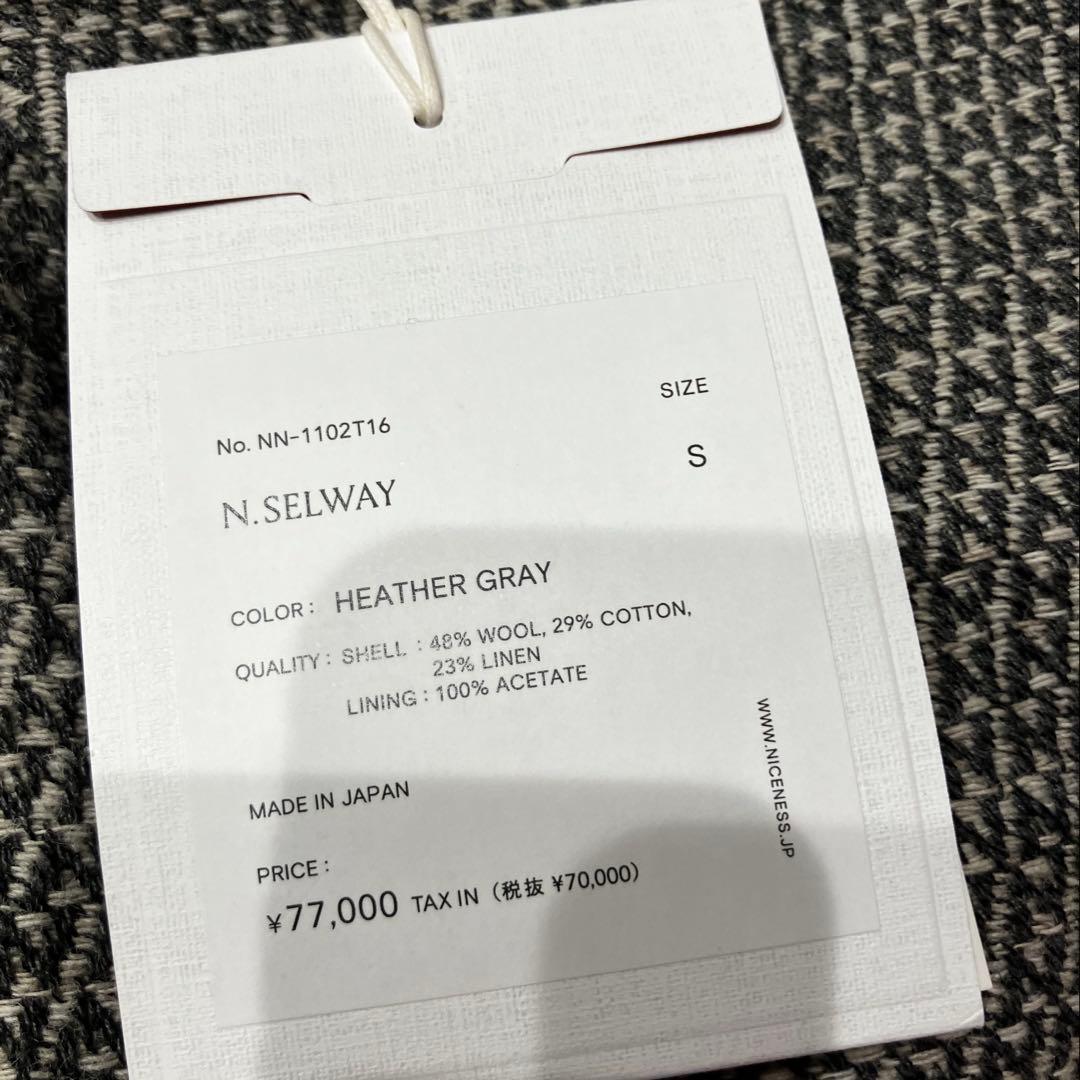 SIZE
No. NN-1102T16
S
N.SELWAY
COLOR : HEATHER GRAY
QUALITY : SHELL : 48% WOOL, 29% COTTON,
23% LINEN
LINING : 100% ACETATE
WWW.NICENESS.JP
MADE IN JAPAN
PRICE :
¥77,000 TAX IN（税抜 ¥70,000）